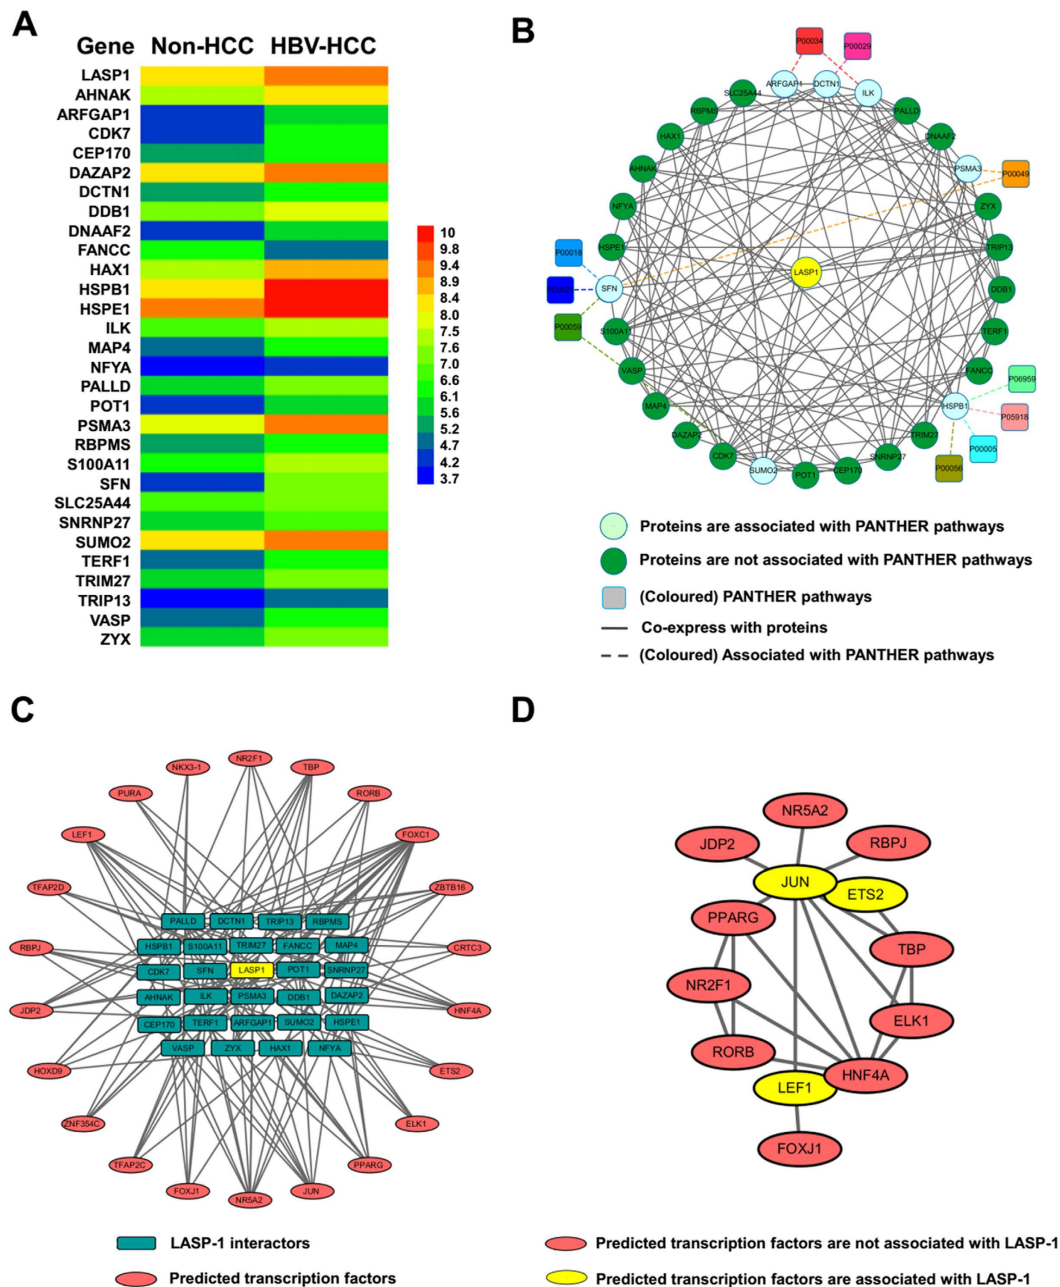 A
Gene Non-HCC HBV-HCC
LASP1
AHNAK
ARFGAP1
CDK7
CEP170
DAZAP2
DCTN1
DDB1
DNAAF2
FANCC
HAX1
HSPB1
HSPE1
ILK
MAP4
NFYA
PALLD
POT1
PSMA3
RBPMS
S100A11
SFN
SLC25A44
SNRNP27
SUMO2
TERF1
TRIM27
TRIP13
VASP
ZYX
10
9.8
9.4
8.9
8.4
8.0
7.5
7.6
7.0
6.6
6.1
5.6
5.2
4.7
4.2
3.7
B
P00034
P00029
ARFGAP1
DCTN1
ILK
SLC25A44
RBPMS
PALLD
HAX1
DNAAF2
AHNAK
PSMA3
P00049
NFYA
ZYX
HSPE1
TRIP13
P00018
LASP1
SFN
DDB1
P00059
S100A11
TERF1
VASP
FANCC
P06959
MAP4
HSPB1
P05918
DAZAP2
TRIM27
CDK7
SNRNP27
P00005
SUMO2
POT1
CEP170
P00056
Proteins are associated with PANTHER pathways
Proteins are not associated with PANTHER pathways
(Coloured) PANTHER pathways
Co-express with proteins
(Coloured) Associated with PANTHER pathways
C
NR2F1
NKX3-1
TBP
PURA
RORB
LEF1
FOXC1
TFAP2D
ZBTB16
PALLD DCTN1 TRIP13 RBPMS
RBPJ
HSPB1 S100A11 TRIM27 FANCC MAP4
CRTC3
CDK7 SFN LASP1 POT1 SNRNP27
AHNAK ILK PSMA3 DDB1 DAZAP2
JDP2
HNF4A
CEP170 TERF1 ARFGAP1 SUMO2 HSPE1
VASP ZYX HAX1 NFYA
HOXD9
ETS2
ZNF354C
ELK1
TFAP2C
PPARG
FOXJ1
JUN
NR5A2
LASP-1 interactors
Predicted transcription factors
D
NR5A2
JDP2
RBPJ
JUN
ETS2
PPARG
TBP
NR2F1
ELK1
RORB
HNF4A
LEF1
FOXJ1
Predicted transcription factors are not associated with LASP-1
Predicted transcription factors are associated with LASP-1